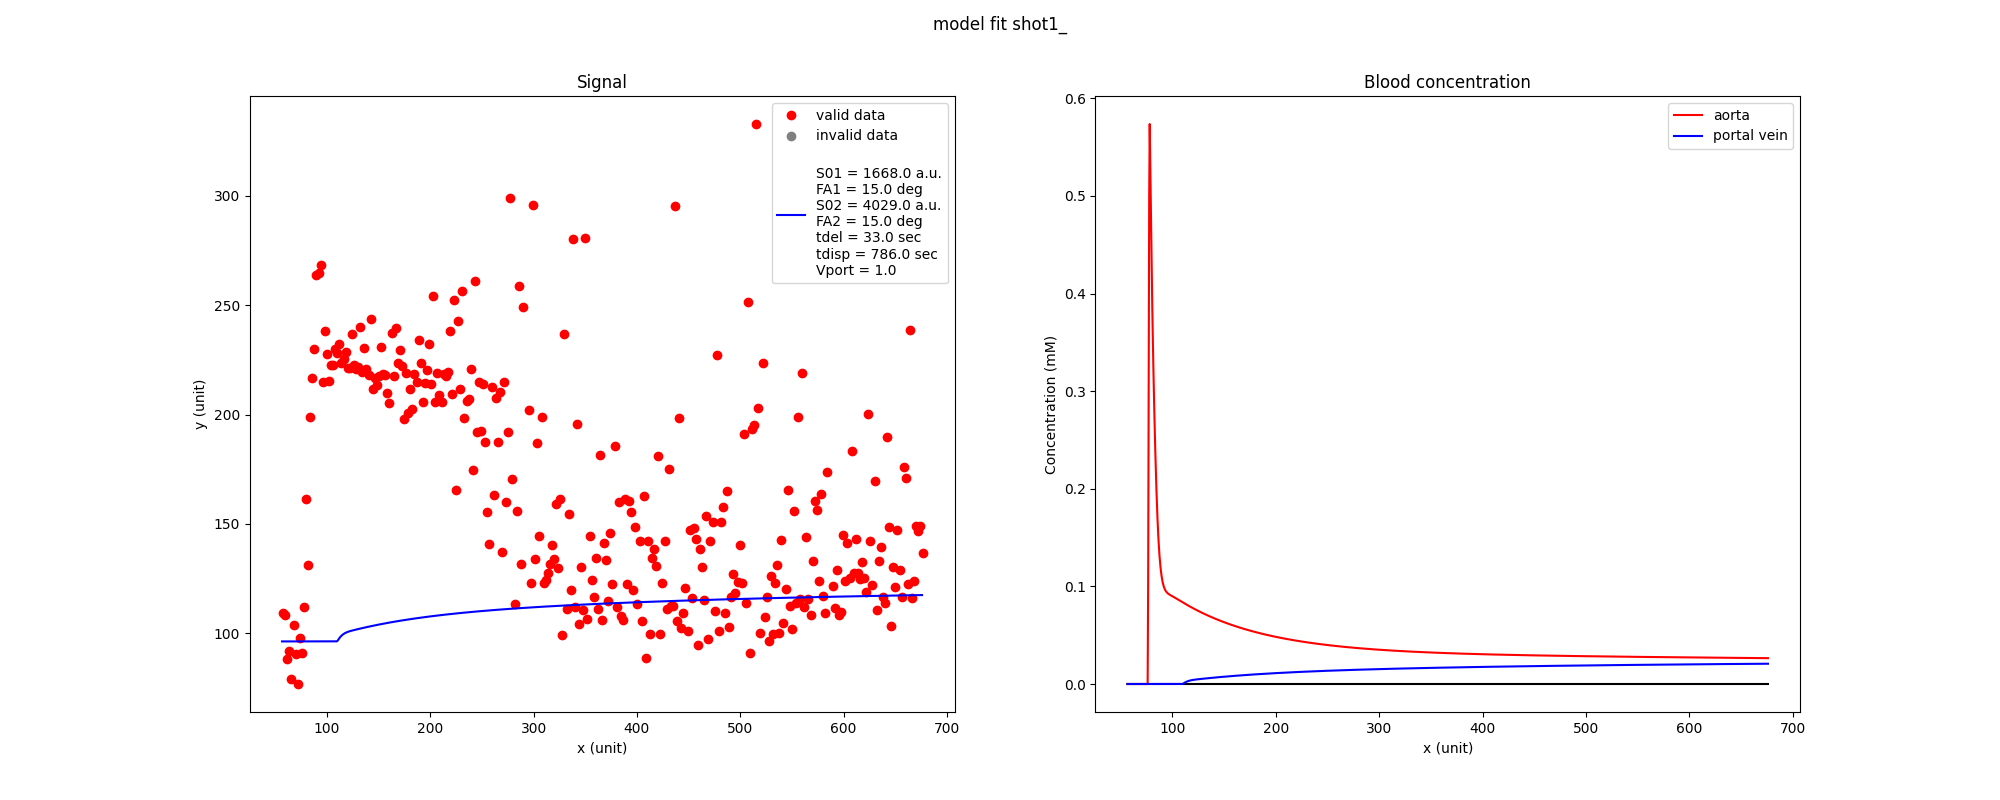 model fit shot1_
Signal
y (unit)
300
250
200
150
100
100
200
300
400
500
600
700
x (unit)
valid data
invalid data
S01 = 1668.0 a.u.
FA1 = 15.0 deg
S02 = 4029.0 a.u.
FA2 = 15.0 deg
tdel = 33.0 sec
tdisp = 786.0 sec
Vport = 1.0
Blood concentration
Concentration (mM)
0.6
0.5
0.4
0.3
0.2
0.1
0.0
100
200
300
400
500
600
700
x (unit)
aorta
portal vein